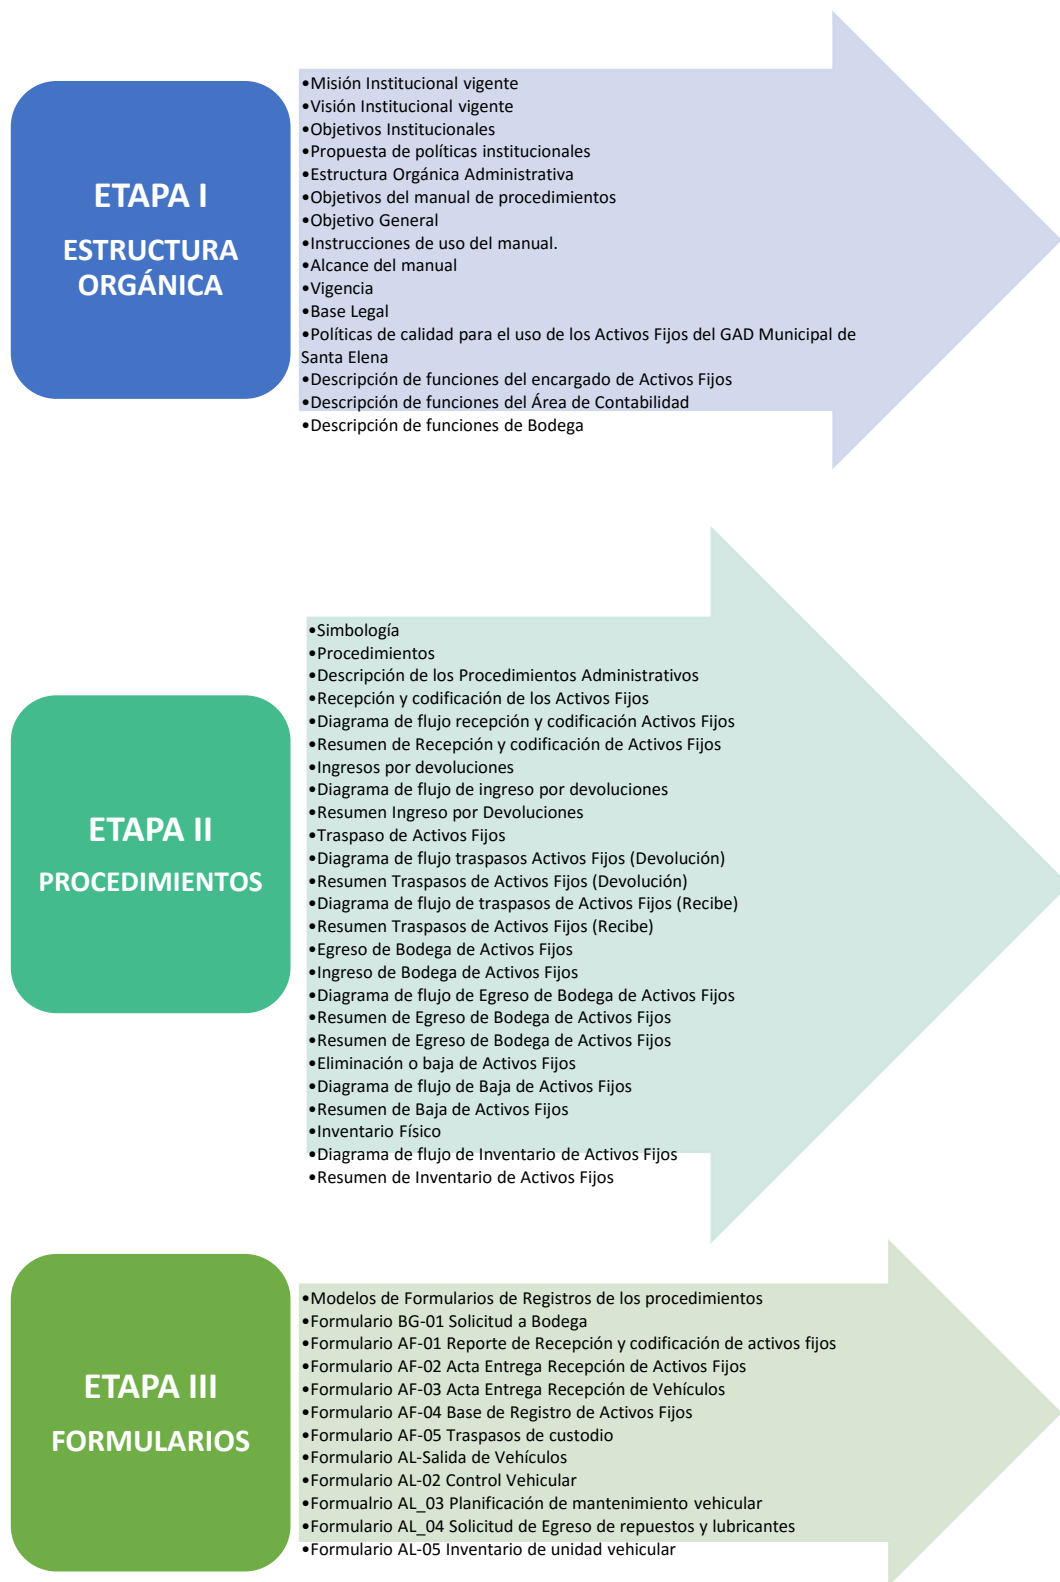 ETAPA I
ESTRUCTURA
ORGÁNICA
•Misión Institucional vigente
•Visión Institucional vigente
•Objetivos Institucionales
•Propuesta de políticas institucionales
•Estructura Orgánica Administrativa
•Objetivos del manual de procedimientos
•Objetivo General
•Instrucciones de uso del manual.
•Alcance del manual
•Vigencia
•Base Legal
•Políticas de calidad para el uso de los Activos Fijos del GAD Municipal de
Santa Elena
•Descripción de funciones del encargado de Activos Fijos
•Descripción de funciones del Área de Contabilidad
•Descripción de funciones de Bodega
ETAPA II
PROCEDIMIENTOS
•Simbología
•Procedimientos
•Descripción de los Procedimientos Administrativos
•Recepción y codificación de los Activos Fijos
•Diagrama de flujo recepción y codificación Activos Fijos
•Resumen de Recepción y codificación de Activos Fijos
•Ingresos por devoluciones
•Diagrama de flujo de ingreso por devoluciones
•Resumen Ingreso por Devoluciones
•Traspaso de Activos Fijos
•Diagrama de flujo traspasos Activos Fijos (Devolución)
•Resumen Traspasos de Activos Fijos (Devolución)
•Diagrama de flujo de traspasos de Activos Fijos (Recibe)
•Resumen Traspasos de Activos Fijos (Recibe)
•Egreso de Bodega de Activos Fijos
•Ingreso de Bodega de Activos Fijos
•Diagrama de flujo de Egreso de Bodega de Activos Fijos
•Resumen de Egreso de Bodega de Activos Fijos
•Resumen de Egreso de Bodega de Activos Fijos
•Eliminación o baja de Activos Fijos
•Diagrama de flujo de Baja de Activos Fijos
•Resumen de Baja de Activos Fijos
•Inventario Físico
•Diagrama de flujo de Inventario de Activos Fijos
•Resumen de Inventario de Activos Fijos
ETAPA III
FORMULARIOS
•Modelos de Formularios de Registros de los procedimientos
•Formulario BG-01 Solicitud a Bodega
•Formulario AF-01 Reporte de Recepción y codificación de activos fijos
•Formulario AF-02 Acta Entrega Recepción de Activos Fijos
•Formulario AF-03 Acta Entrega Recepción de Vehículos
•Formulario AF-04 Base de Registro de Activos Fijos
•Formulario AF-05 Traspasos de custodio
•Formulario AL-Salida de Vehículos
•Formulario AL-02 Control Vehicular
•Formualrio AL_03 Planificación de mantenimiento vehicular
•Formulario AL_04 Solicitud de Egreso de repuestos y lubricantes
•Formulario AL-05 Inventario de unidad vehicular